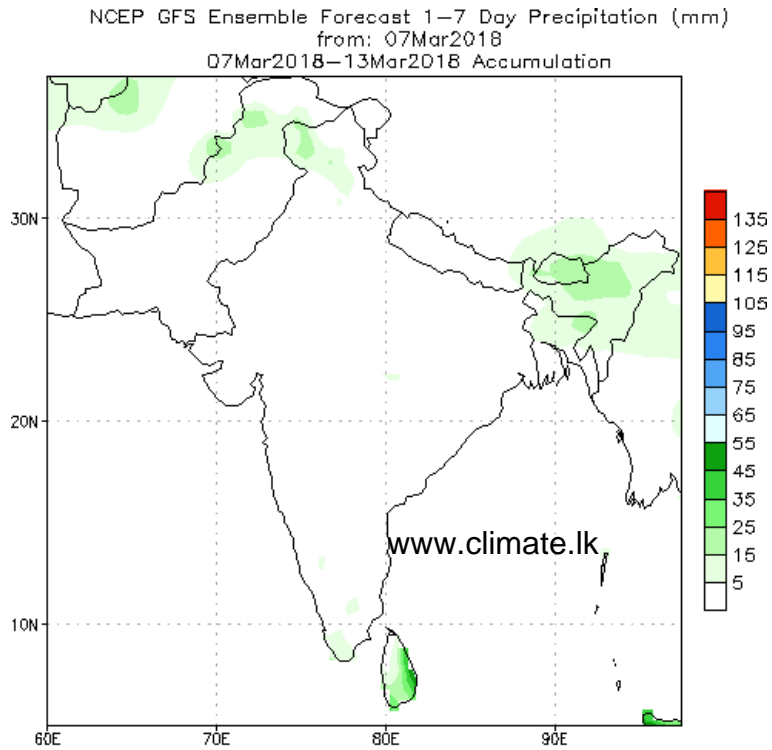 NCEP GFS Ensemble Forecast 1-7 Day Precipitation (mm)
from: 07Mar2018
07Mar2018-13Mar2018 Accumulation
30N
20N
10N
60E
70E
80E
90E
www.climate.lk
135
125
115
105
95
85
75
65
55
45
35
25
15
5